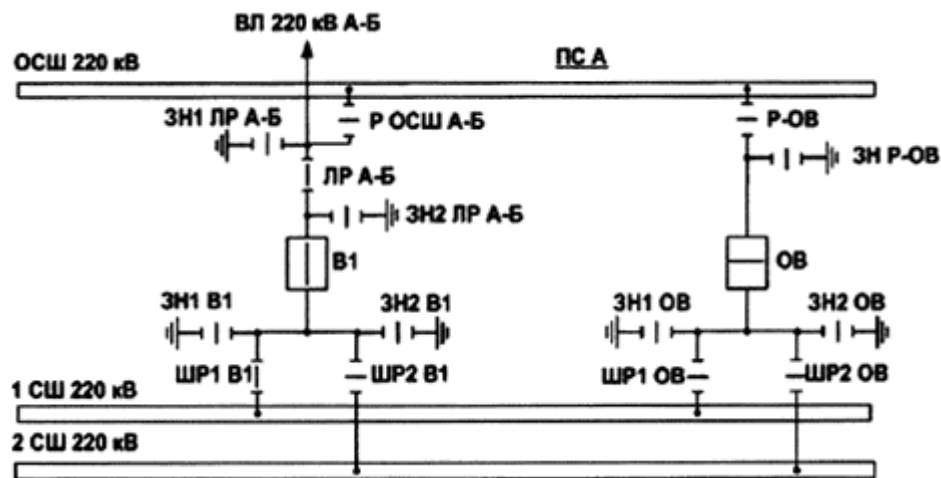 ВЛ 220 кВ А-Б
ОСШ 220 кВ
ПС А
ЗН1 ЛР А-Б
Р ОСШ А-Б
Р-ОВ
ЗН Р-ОВ
ЛР А-Б
ЗН2 ЛР А-Б
В1
ОВ
ЗН1 В1
ЗН2 В1
ЗН1 ОВ
ЗН2 ОВ
ШР1 В1
ШР2 В1
ШР1 ОВ
ШР2 ОВ
1 СШ 220 кВ
2 СШ 220 кВ